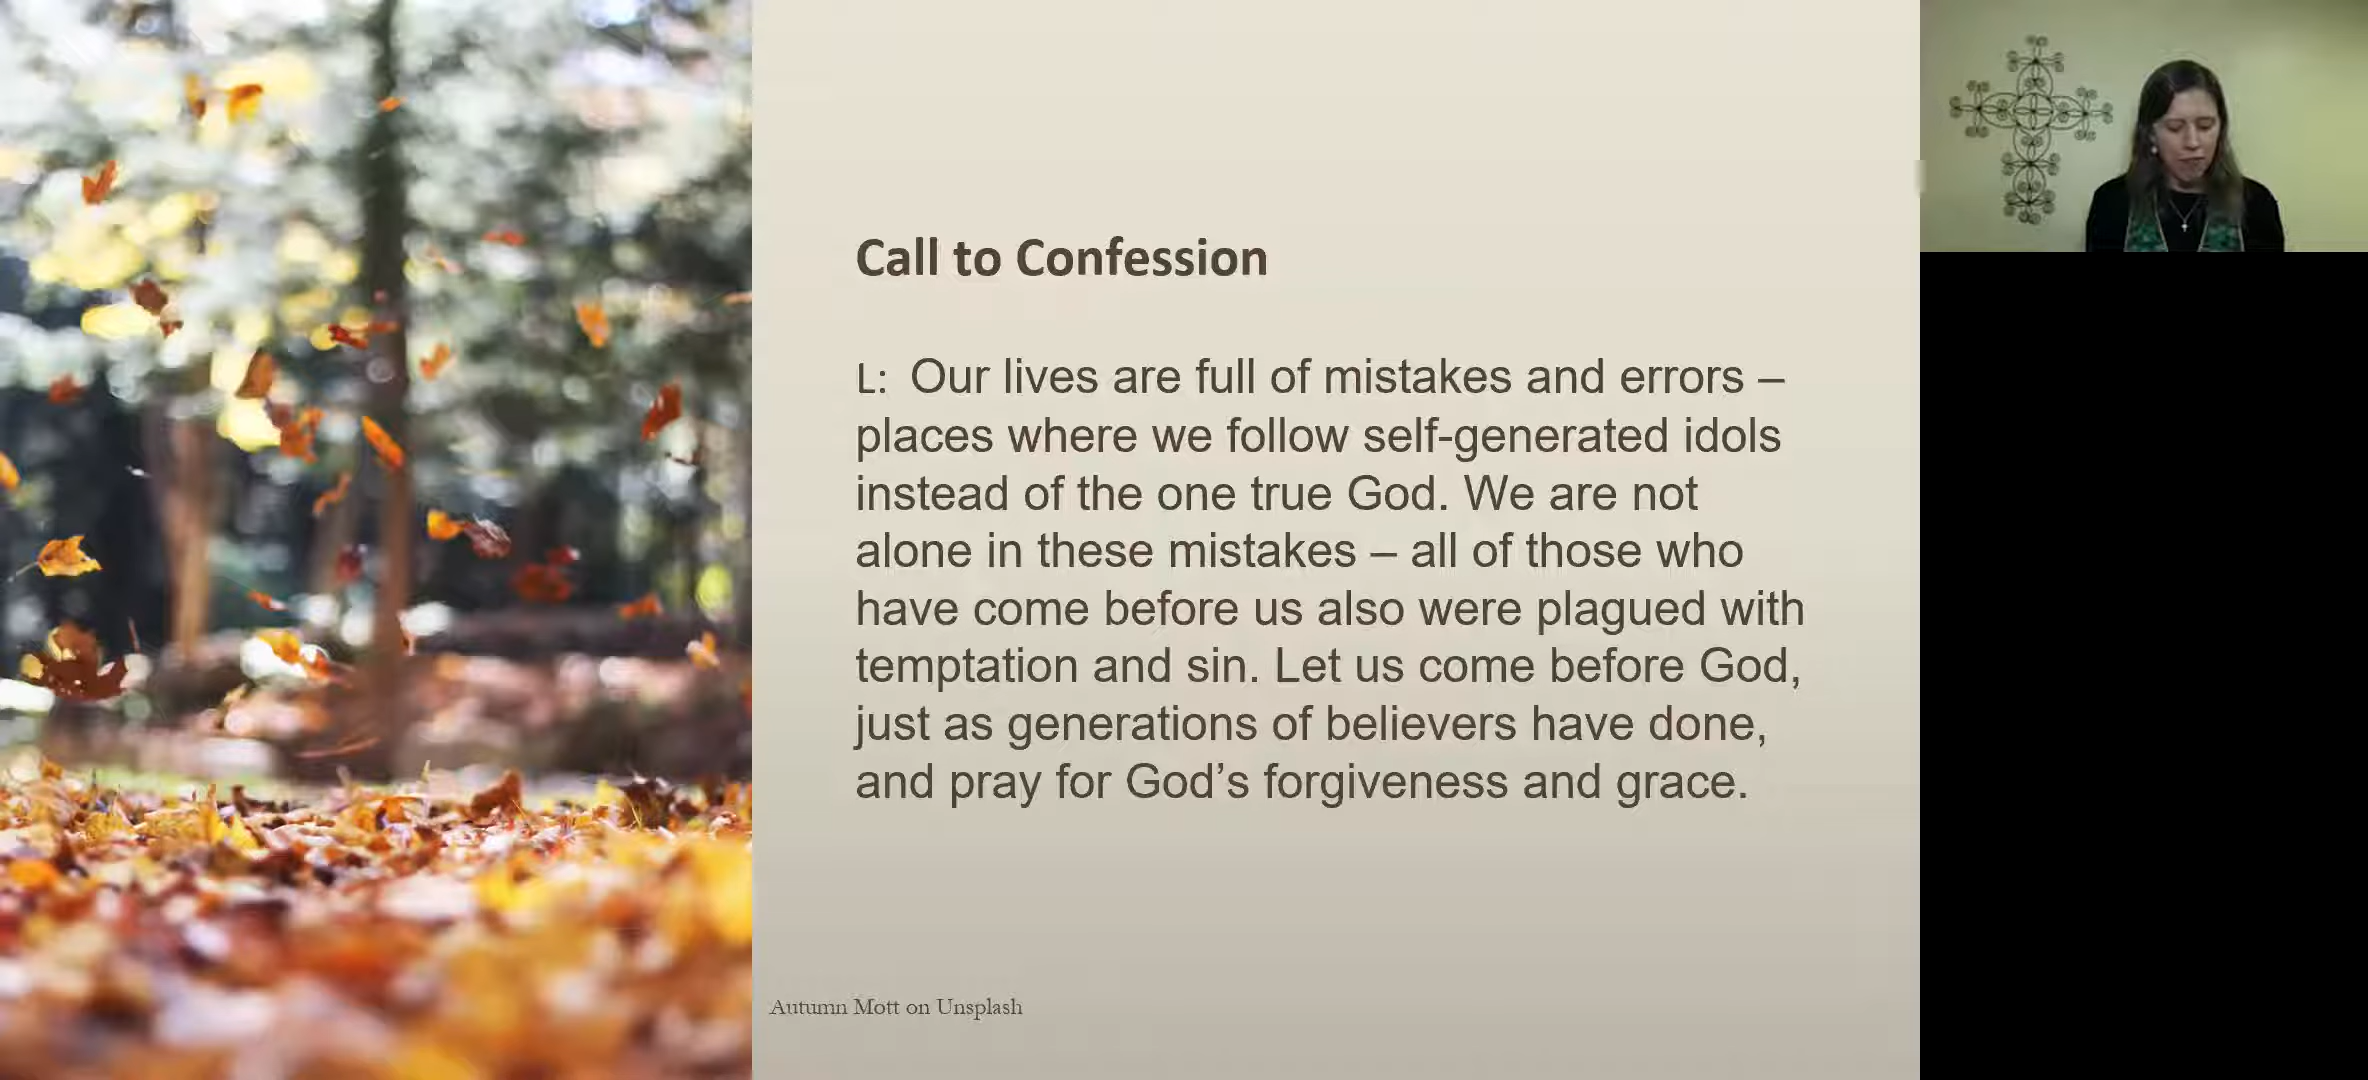 Call to Confession
L: Our lives are full of mistakes and errors –
places where we follow self-generated idols
instead of the one true God. We are not
alone in these mistakes – all of those who
have come before us also were plagued with
temptation and sin. Let us come before God,
just as generations of believers have done,
and pray for God’s forgiveness and grace.
Autumn Mott on Unsplash